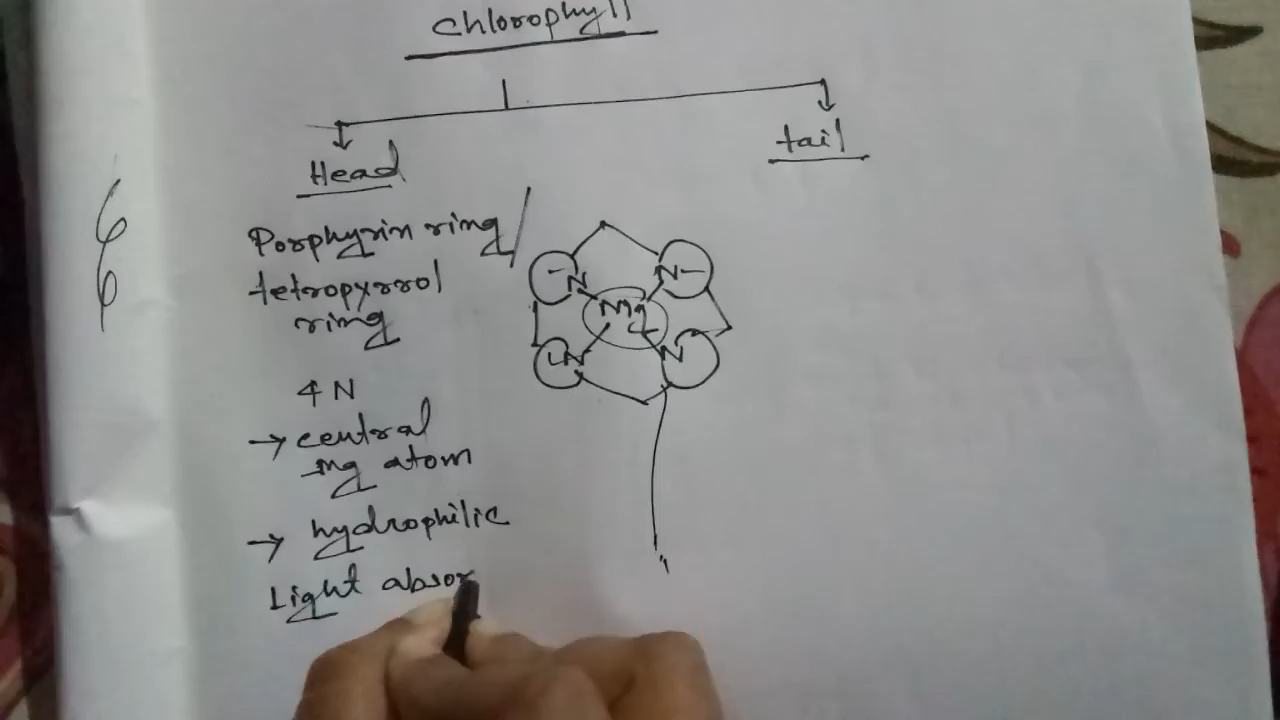 Chlorophyll
Head
tail
Porphyrin ring/
tetropyrrol
ring
4 N
→ central
mg atom
→ hydrophilic
Light absor
N N
Mg
N N